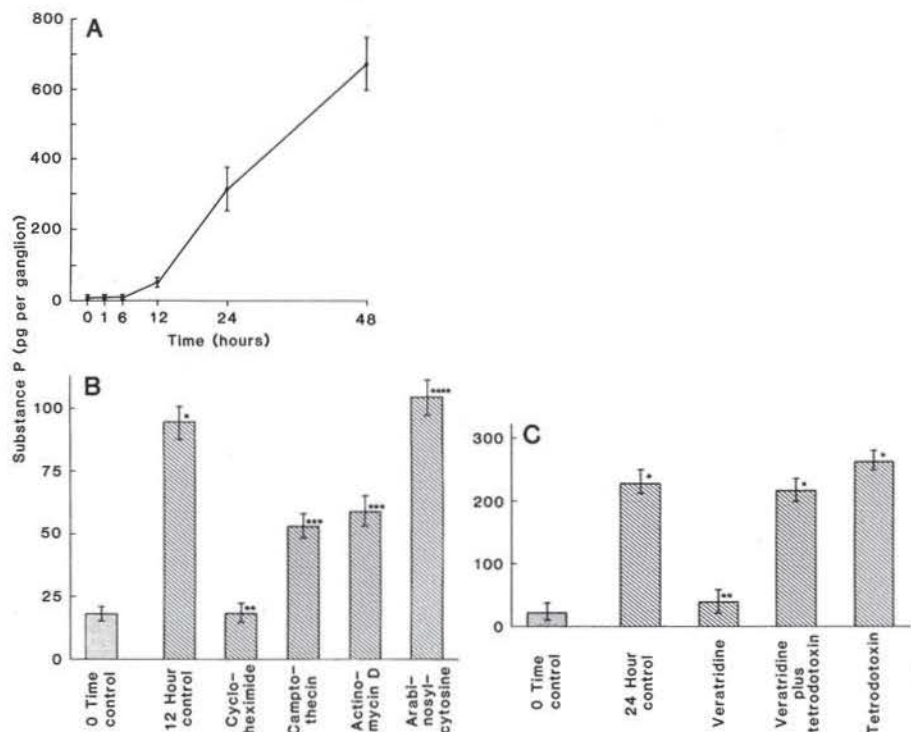 Substance P (pg per ganglion)
A
800
600
400
200
0
0 1 6 12 24 48
Time (hours)
B
100
75
50
25
0
*
**
***
***
****
0 Time
control
12 Hour
control
Cyclo–
heximide
Campto–
thecin
Actino–
mycin D
Arabi–
nosyl–
cytosine
C
300
200
100
0
*
**
*
*
0 Time
control
24 Hour
control
Veratridine
Veratridine
plus
tetrodotoxin
Tetrodotoxin